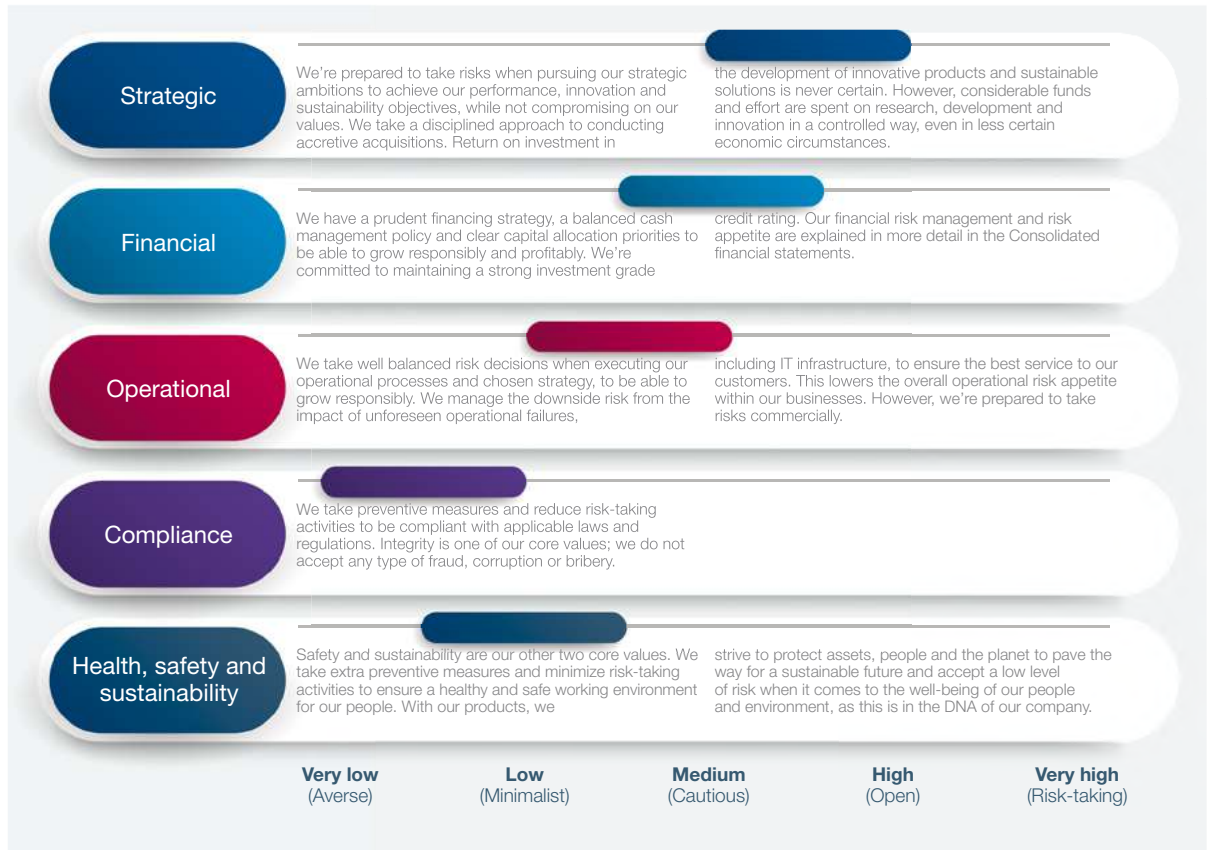 Strategic
We’re prepared to take risks when pursuing our strategic
ambitions to achieve our performance, innovation and
sustainability objectives, while not compromising on our
values. We take a disciplined approach to conducting
accretive acquisitions. Return on investment in
the development of innovative products and sustainable
solutions is never certain. However, considerable funds
and effort are spent on research, development and
innovation in a controlled way, even in less certain
economic circumstances.
Financial
We have a prudent financing strategy, a balanced cash
management policy and clear capital allocation priorities to
be able to grow responsibly and profitably. We’re
committed to maintaining a strong investment grade
credit rating. Our financial risk management and risk
appetite are explained in more detail in the Consolidated
financial statements.
Operational
We take well balanced risk decisions when executing our
operational processes and chosen strategy, to be able to
grow responsibly. We manage the downside risk from the
impact of unforeseen operational failures,
including IT infrastructure, to ensure the best service to our
customers. This lowers the overall operational risk appetite
within our businesses. However, we’re prepared to take
risks commercially.
Compliance
We take preventive measures and reduce risk-taking
activities to be compliant with applicable laws and
regulations. Integrity is one of our core values; we do not
accept any type of fraud, corruption or bribery.
Health, safety and
sustainability
Safety and sustainability are our other two core values. We
take extra preventive measures and minimize risk-taking
activities to ensure a healthy and safe working environment
for our people. With our products, we
strive to protect assets, people and the planet to pave the
way for a sustainable future and accept a low level
of risk when it comes to the well-being of our people
and environment, as this is in the DNA of our company.
Very low
(Averse)
Low
(Minimalist)
Medium
(Cautious)
High
(Open)
Very high
(Risk-taking)